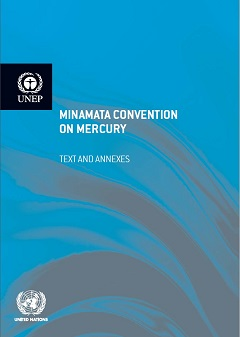 UNEP
MINAMATA CONVENTION
ON MERCURY
TEXT AND ANNEXES
UNITED NATIONS